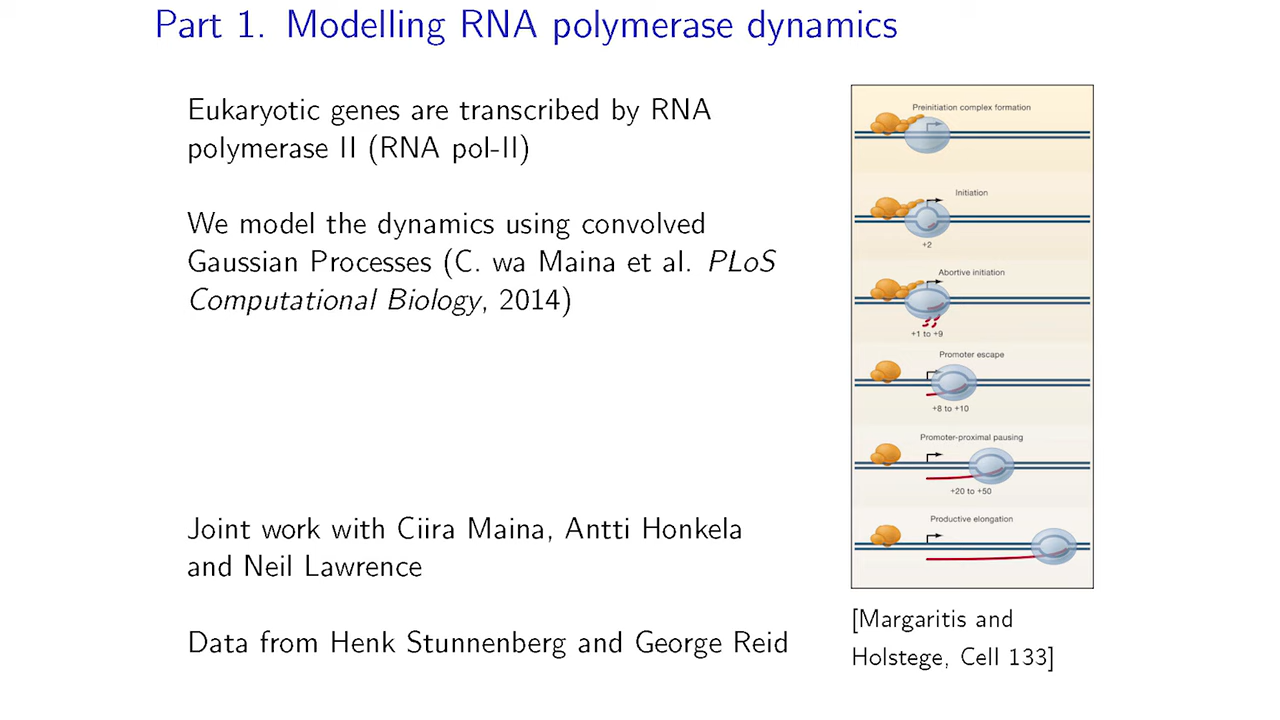 Part 1. Modelling RNA polymerase dynamics
Eukaryotic genes are transcribed by RNA
polymerase II (RNA pol-II)
We model the dynamics using convolved
Gaussian Processes (C. wa Maina et al. PLoS
Computational Biology, 2014)
Joint work with Ciira Maina, Antti Honkela
and Neil Lawrence
Data from Henk Stunnenberg and George Reid
Preinitiation complex formation
Initiation
+2
Abortive initiation
+1 to +9
Promoter escape
+8 to +10
Promoter-proximal pausing
+20 to +50
Productive elongation
[Margaritis and
Holstege, Cell 133]